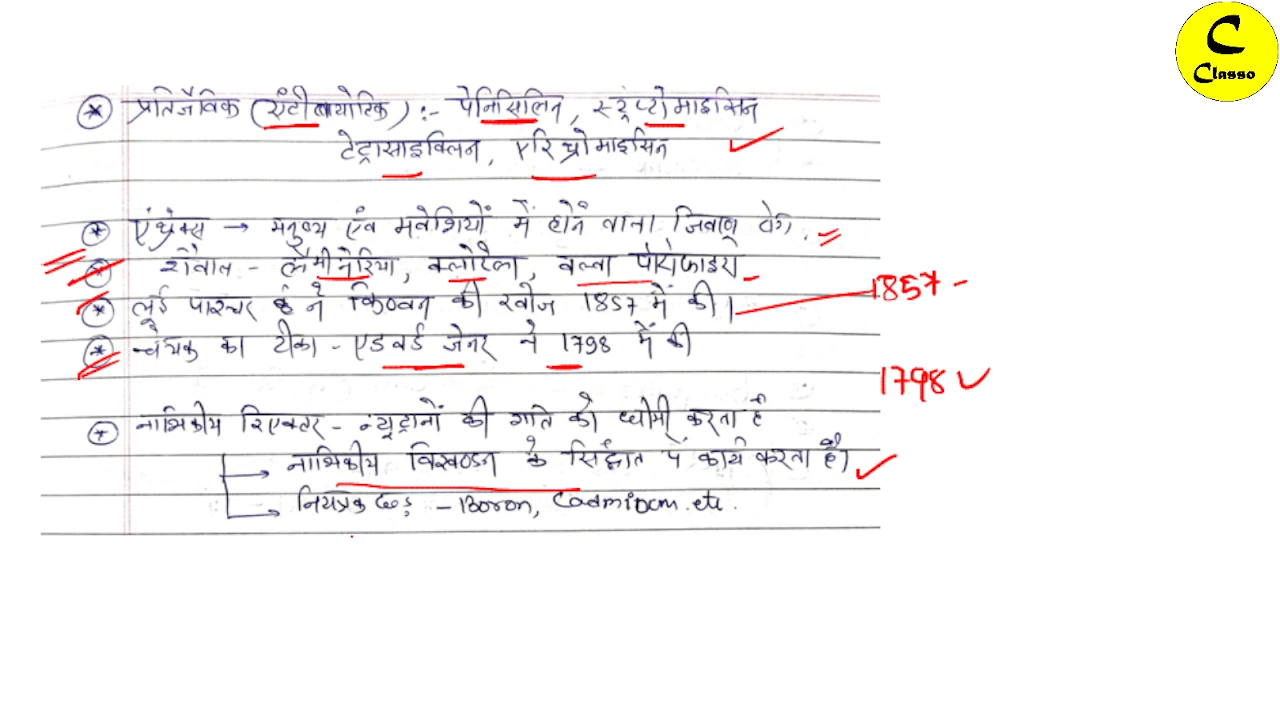 C
Classo
* प्रतिजैविक (एंटीबायोटिक) :- पेनिसिलिन, स्ट्रेप्टोमाइसिन
टेट्रासाइक्लिन, एरिथ्रोमाइसिन
* एंथ्रेक्स → मनुष्य एंव मवेशियों में होने वाला जिवाणु रोग.
* शैवाल - लैमीनेरिया, क्लोरैला, वल्वा पोरफाइरा
* लुई पाश्चर ने किण्वन की खोज 1857 में की।
1857 -
* चेचक का टीका - एडवर्ड जेनर ने 1798 में की
1798
* नाभिकीय रिएक्टर - न्यूट्रानों की गति को धीमी करता है
→ नाभिकीय विखण्डन के सिद्धांत पे कार्य करता है।
→ नियंत्रक छड़ - Boron, Cadmium etc.